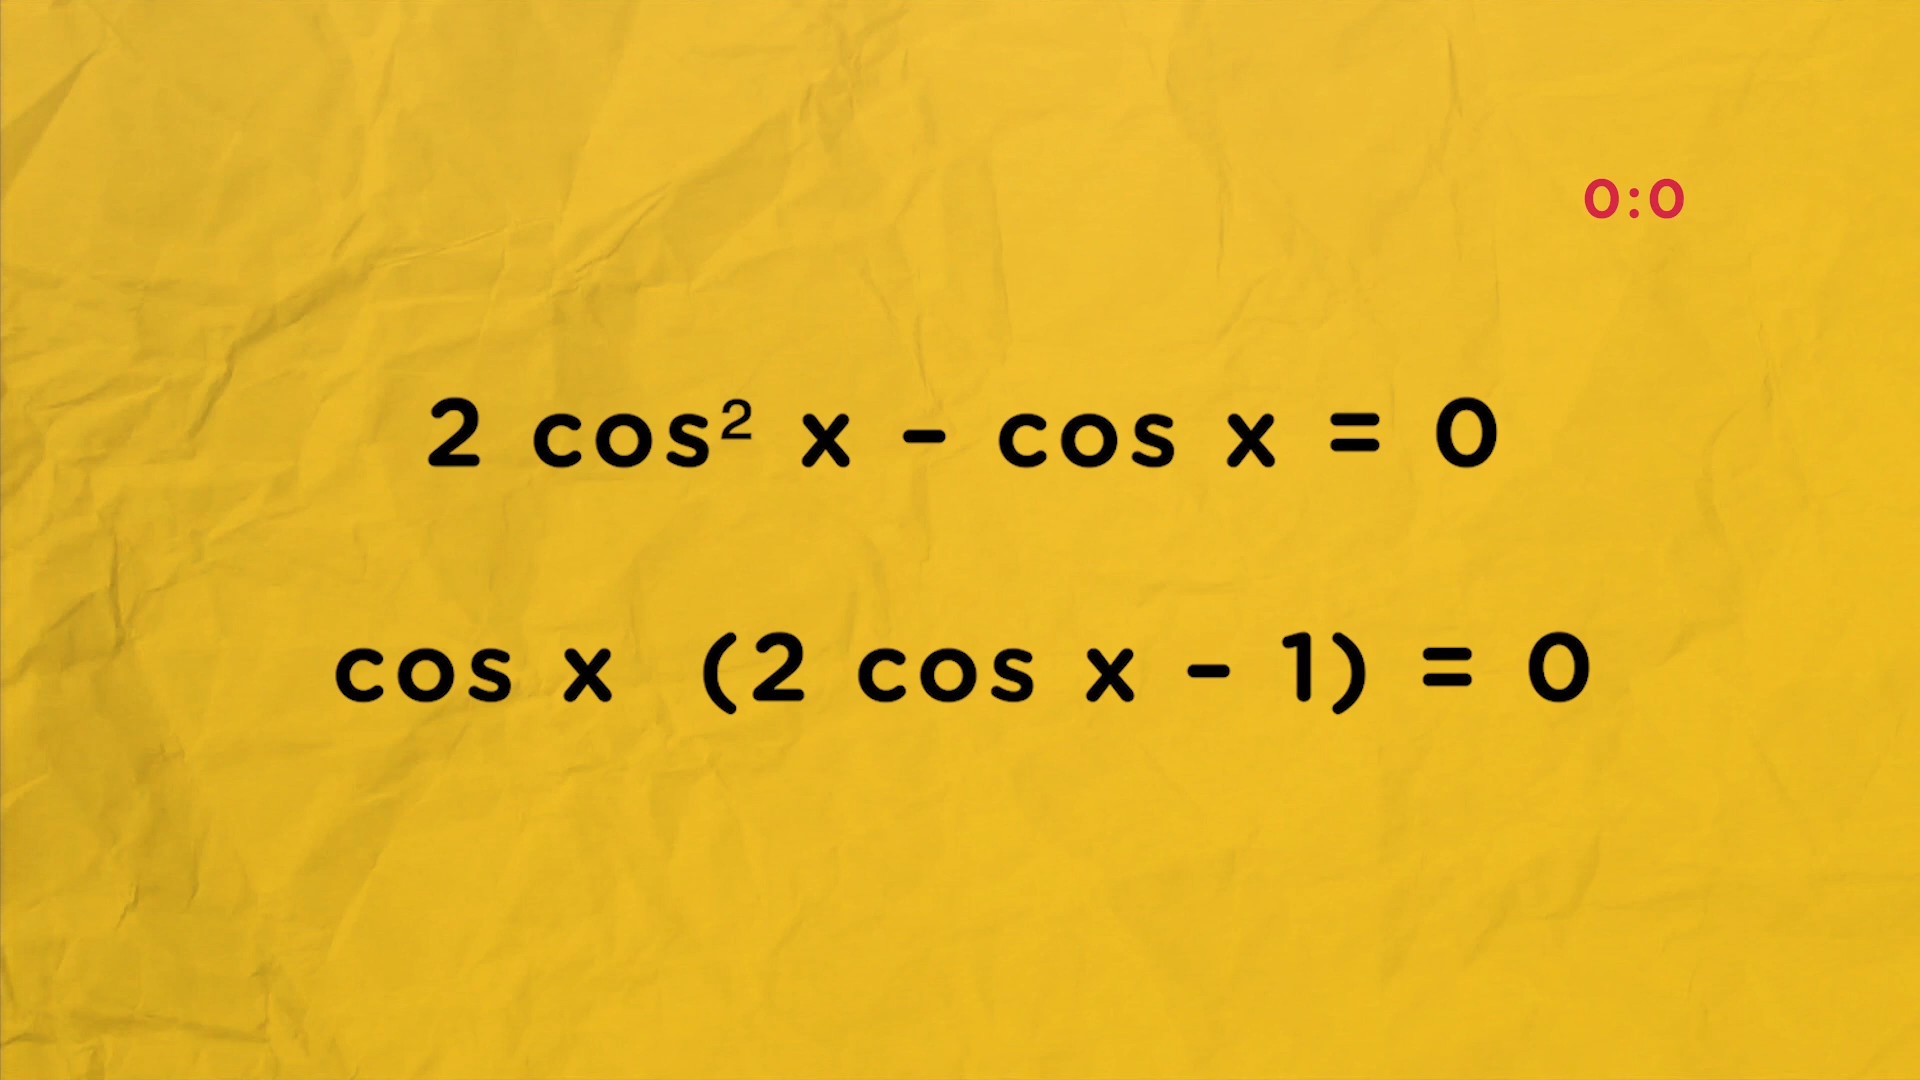 0:0
2 cos² x - cos x = 0
cos x (2 cos x - 1) = 0